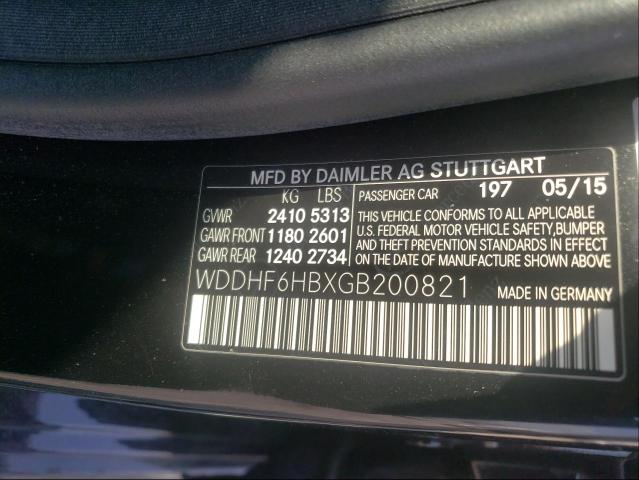 MFD BY DAIMLER AG STUTTGART
KG LBS
GVWR 2410 5313
GAWR FRONT 1180 2601
GAWR REAR 1240 2734
PASSENGER CAR 197 05/15
THIS VEHICLE CONFORMS TO ALL APPLICABLE
U.S. FEDERAL MOTOR VEHICLE SAFETY,BUMPER
AND THEFT PREVENTION STANDARDS IN EFFECT
ON THE DATE OF MANUFACTURE SHOWN ABOVE
WDDHF6HBXGB200821 MADE IN GERMANY